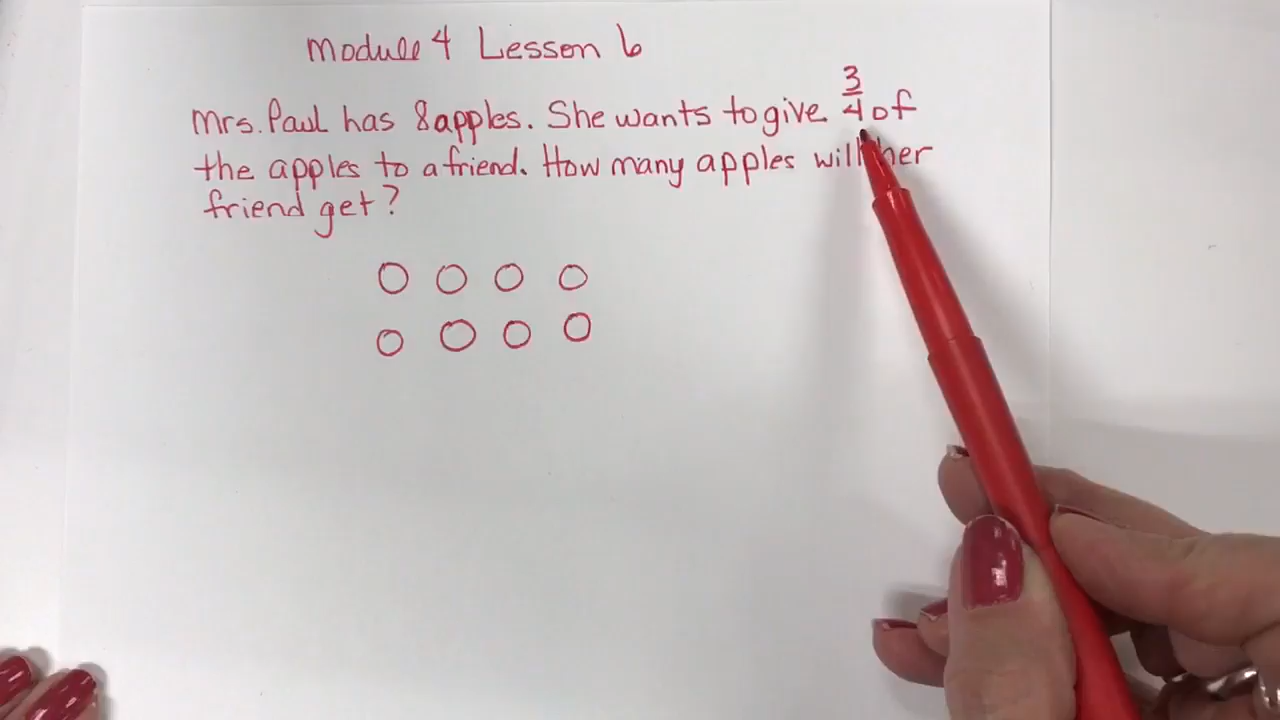 Module 4 Lesson 6
Mrs. Paul has 8 apples. She wants to give 3/4 of
the apples to a friend. How many apples will her
friend get?